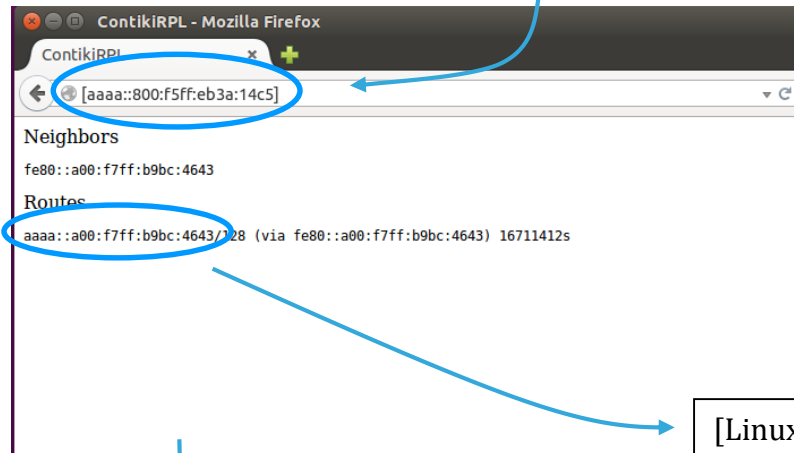 ContikiRPL - Mozilla Firefox
ContikiRPL
[aaaa::800:f5ff:eb3a:14c5]
Neighbors
fe80::a00:f7ff:b9bc:4643
Routes
aaaa::a00:f7ff:b9bc:4643/128 (via fe80::a00:f7ff:b9bc:4643) 16711412s
[Linux